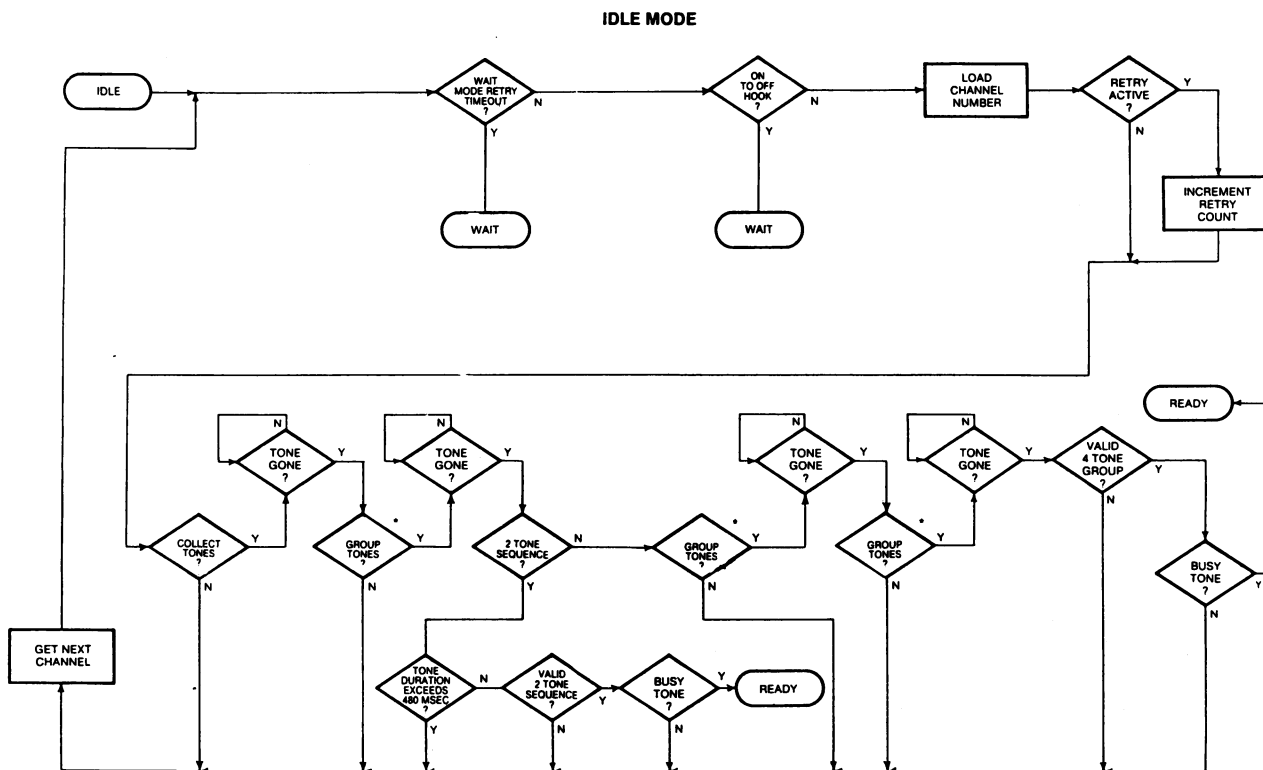 IDLE MODE
IDLE
WAIT
MODE RETRY
TIMEOUT
?
N
Y
WAIT
ON
TO OFF
HOOK
?
N
Y
WAIT
LOAD
CHANNEL
NUMBER
RETRY
ACTIVE
?
Y
N
INCREMENT
RETRY
COUNT
READY
N
TONE
GONE
?
Y
N
TONE
GONE
?
Y
N
TONE
GONE
?
Y
N
TONE
GONE
?
Y
VALID
4 TONE
GROUP
?
Y
N
COLLECT
TONES
?
Y
N
*
GROUP
TONES
?
Y
N
2 TONE
SEQUENCE
?
N
Y
*
GROUP
TONES
?
Y
N
*
GROUP
TONES
?
Y
N
BUSY
TONE
?
Y
N
GET NEXT
CHANNEL
TONE
DURATION
EXCEEDS
480 MSEC
?
N
Y
VALID
2 TONE
SEQUENCE
?
Y
N
BUSY
TONE
?
Y
N
READY